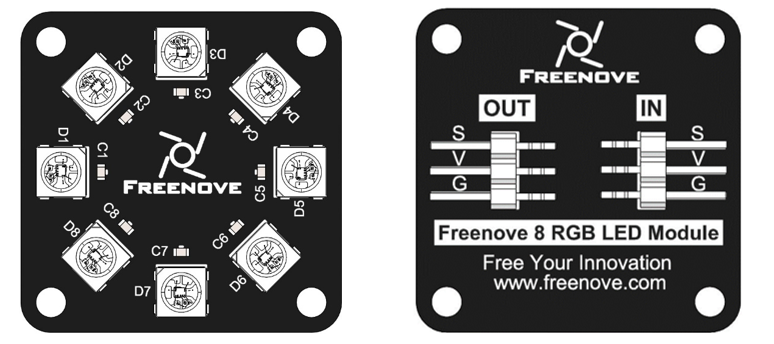 D3
D2
C3
D4
C2
C4
D1
C1
FREENOVE
C5
D5
C8
C6
D8
C7
D6
D7
FREENOVE
OUT IN
S S
V V
G G
Freenove 8 RGB LED Module
Free Your Innovation
www.freenove.com